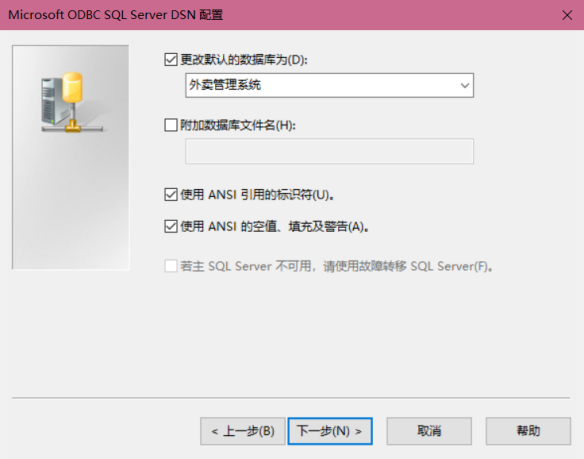 Microsoft ODBC SQL Server DSN 配置
更改默认的数据库为(D):
外卖管理系统
附加数据库文件名(H):
使用 ANSI 引用的标识符(U)。
使用 ANSI 的空值、填充及警告(A)。
若主 SQL Server 不可用，请使用故障转移 SQL Server(F)。
< 上一步(B) 下一步(N) > 取消 帮助